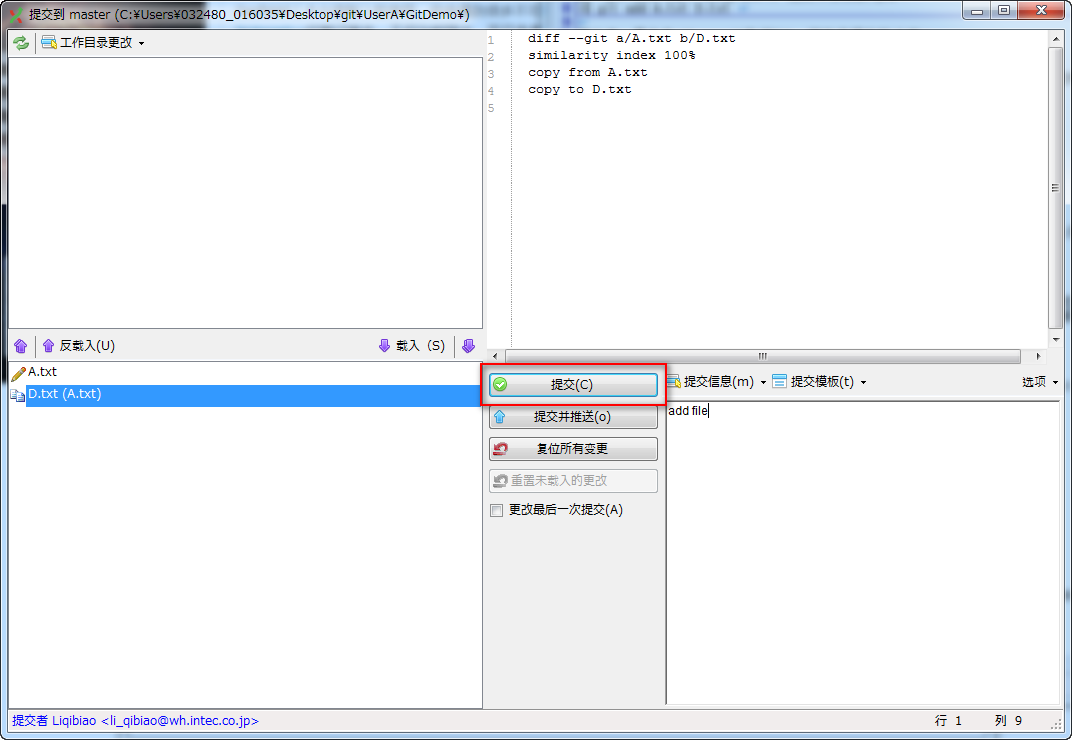 提交到 master (C:¥Users¥032480_016035¥Desktop¥git¥UserA¥GitDemo¥)
工作目录更改
1 diff --git a/A.txt b/D.txt
2 similarity index 100%
3 copy from A.txt
4 copy to D.txt
5
反载入(U) 载入（S)
A.txt
D.txt (A.txt)
提交(C)
提交并推送(o)
复位所有变更
重置未载入的更改
更改最后一次提交(A)
提交信息(m) 提交模板(t) 选项
add file
提交者 Liqibiao <li_qibiao@wh.intec.co.jp>
行 1 列 9